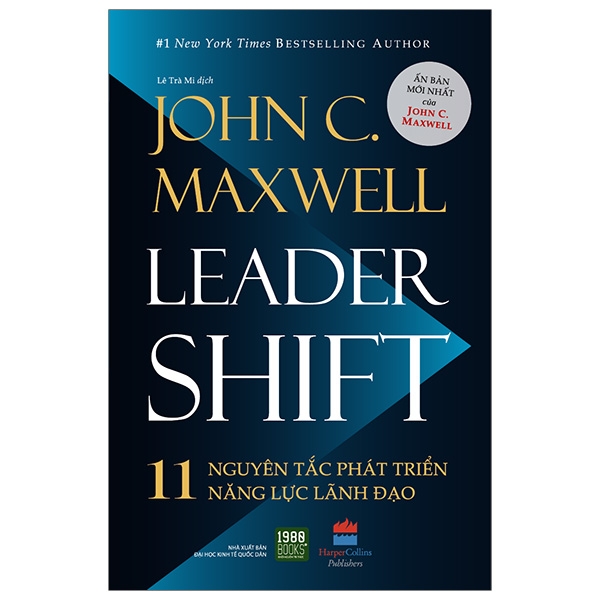 #1 New York Times BESTSELLING AUTHOR
Lê Trà Mi dịch
ẤN BẢN
MỚI NHẤT
của
JOHN C.
MAXWELL
JOHN C.
MAXWELL
LEADER
SHIFT
11 NGUYÊN TẮC PHÁT TRIỂN
NĂNG LỰC LÃNH ĐẠO
NHÀ XUẤT BẢN
ĐẠI HỌC KINH TẾ QUỐC DÂN
1980
BOOKS
HarperCollins
Publishers